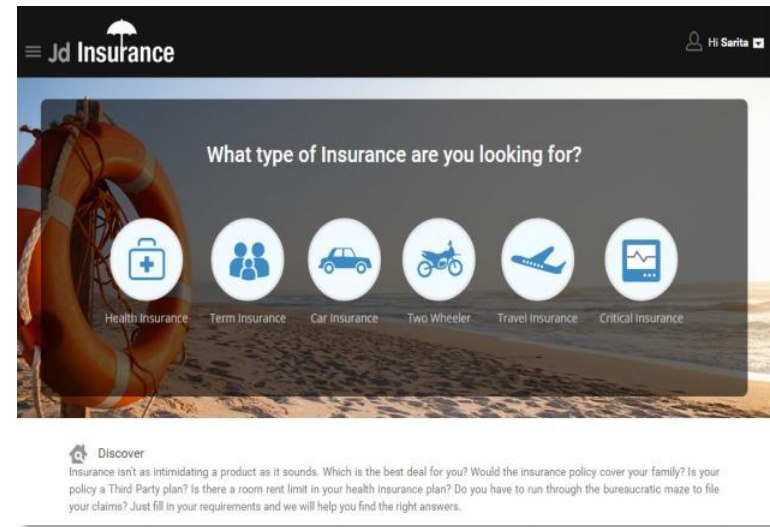 Jd Insurance
Hi Sarita
What type of Insurance are you looking for?
Health Insurance Term Insurance Car Insurance Two Wheeler Travel Insurance Critical Insurance
Discover
Insurance isn't as intimidating a product as it sounds. Which is the best deal for you? Would the insurance policy cover your family? Is your
policy a Third Party plan? Is there a room rent limit in your health insurance plan? Do you have to run through the bureaucratic maze to file
your claims? Just fill in your requirements and we will help you find the right answers.